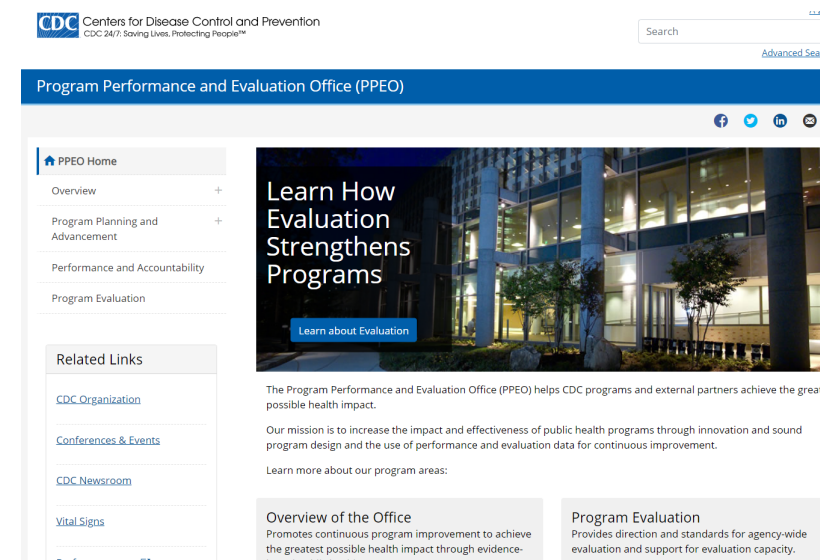 CDC Centers for Disease Control and Prevention
CDC 24/7: Saving Lives, Protecting People™
Search
Advanced Sea
Program Performance and Evaluation Office (PPEO)
PPEO Home
Overview
Program Planning and
Advancement
Performance and Accountability
Program Evaluation
Related Links
CDC Organization
Conferences & Events
CDC Newsroom
Vital Signs
Learn How
Evaluation
Strengthens
Programs
Learn about Evaluation
The Program Performance and Evaluation Office (PPEO) helps CDC programs and external partners achieve the grea
possible health impact.
Our mission is to increase the impact and effectiveness of public health programs through innovation and sound
program design and the use of performance and evaluation data for continuous improvement.
Learn more about our program areas:
Overview of the Office
Promotes continuous program improvement to achieve
the greatest possible health impact through evidence-
Program Evaluation
Provides direction and standards for agency-wide
evaluation and support for evaluation capacity.